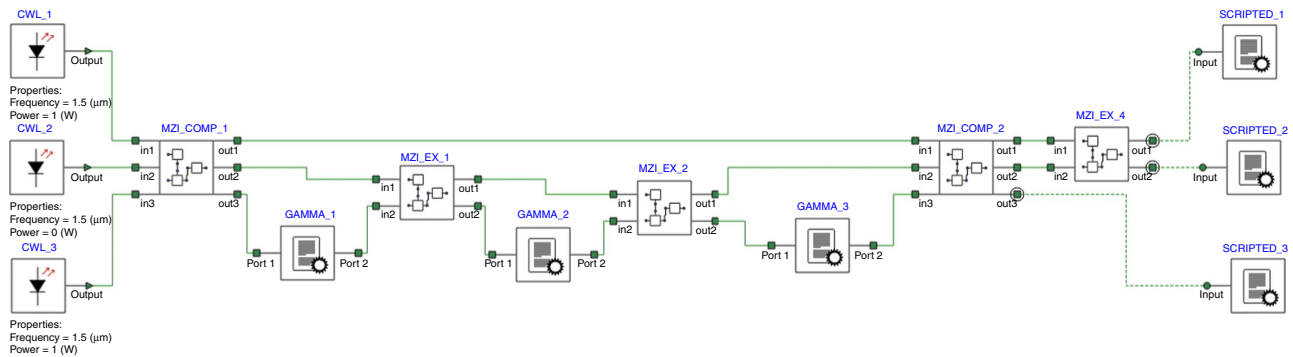 CWL_1
Output
Properties:
Frequency = 1.5 (μm)
Power = 1 (W)
CWL_2
Output
Properties:
Frequency = 1.5 (μm)
Power = 0 (W)
CWL_3
Output
Properties:
Frequency = 1.5 (μm)
Power = 1 (W)
MZI_COMP_1
in1
in2
in3
out1
out2
out3
GAMMA_1
Port 1
Port 2
MZI_EX_1
in1
in2
out1
out2
GAMMA_2
Port 1
Port 2
MZI_EX_2
in1
in2
out1
out2
GAMMA_3
Port 1
Port 2
MZI_COMP_2
in1
in2
in3
out1
out2
out3
MZI_EX_4
in1
in2
out1
out2
SCRIPTED_1
Input
SCRIPTED_2
Input
SCRIPTED_3
Input